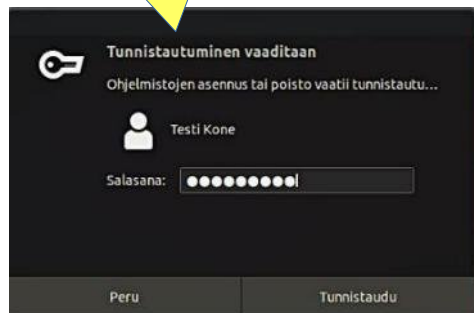 Tunnistautuminen vaaditaan
Ohjelmistojen asennus tai poisto vaatii tunnistautu...
Testi Kone
Salasana: ●●●●●●●●●
Peru Tunnistaudu